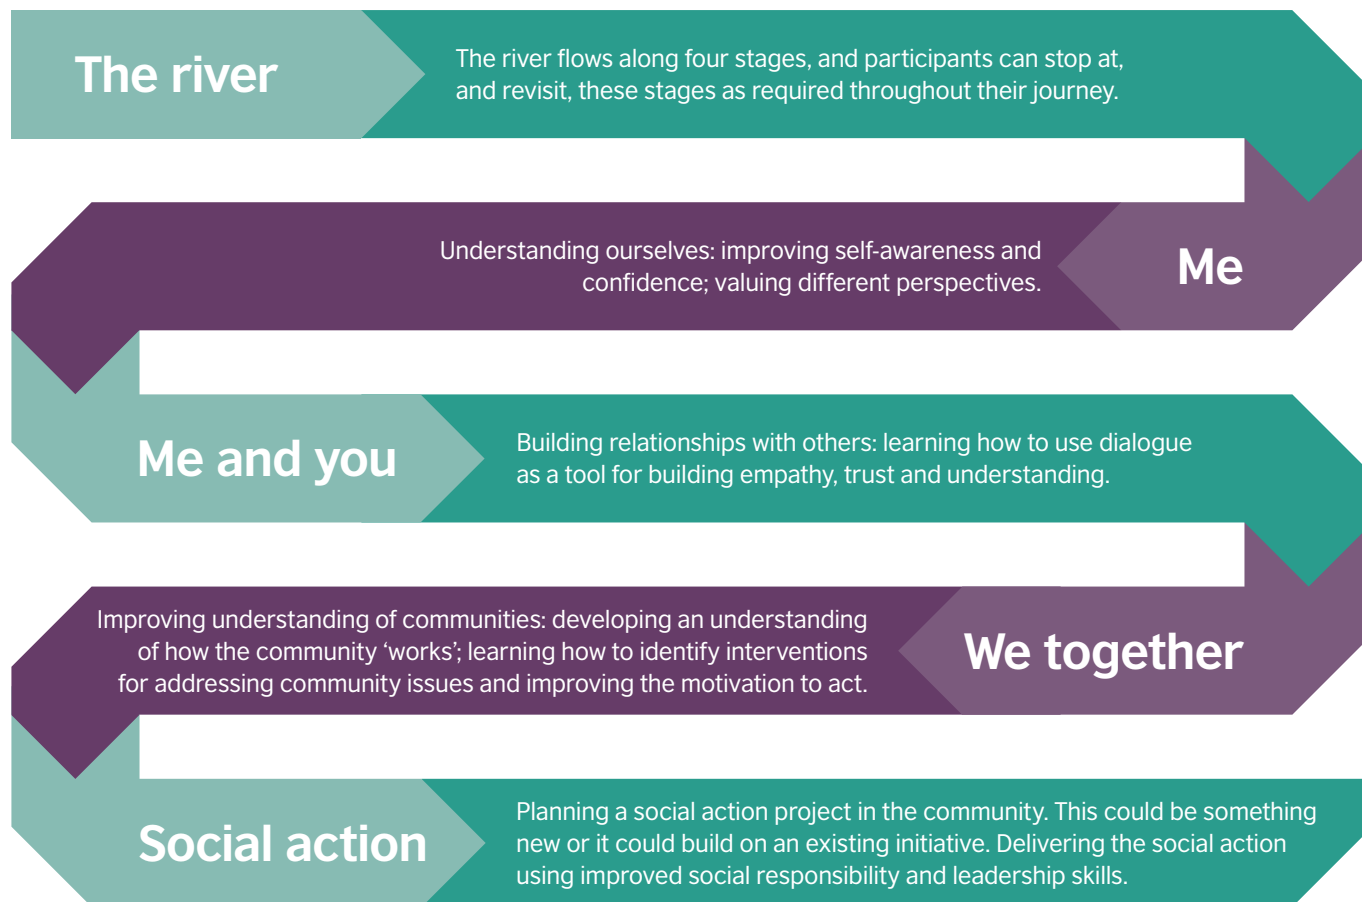 The river
The river flows along four stages, and participants can stop at,
and revisit, these stages as required throughout their journey.
Me
Understanding ourselves: improving self-awareness and
confidence; valuing different perspectives.
Me and you
Building relationships with others: learning how to use dialogue
as a tool for building empathy, trust and understanding.
We together
Improving understanding of communities: developing an understanding
of how the community ‘works’; learning how to identify interventions
for addressing community issues and improving the motivation to act.
Social action
Planning a social action project in the community. This could be something
new or it could build on an existing initiative. Delivering the social action
using improved social responsibility and leadership skills.